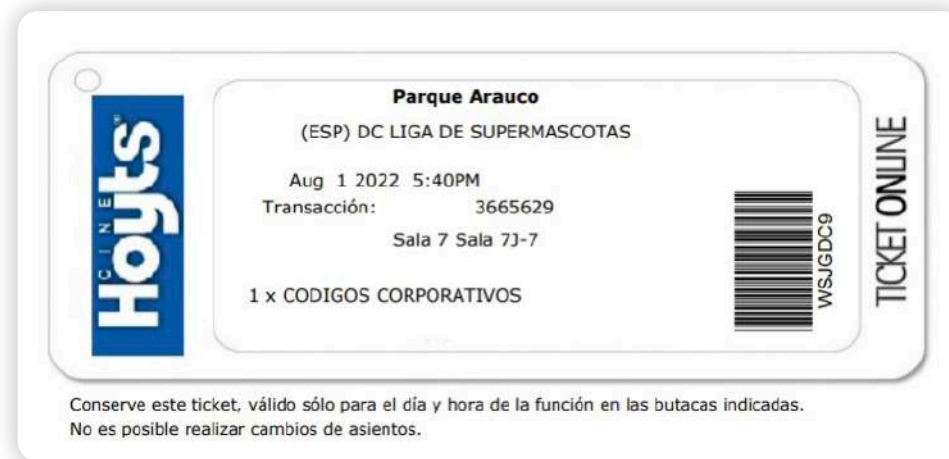 CINE
Hoyts
Parque Arauco
(ESP) DC LIGA DE SUPERMASCOTAS
Aug 1 2022 5:40PM
Transacción: 3665629
Sala 7 Sala 7J-7
1 x CODIGOS CORPORATIVOS
WSJGDC9
TICKET ONLINE
Conserve este ticket, válido sólo para el día y hora de la función en las butacas indicadas.
No es posible realizar cambios de asientos.